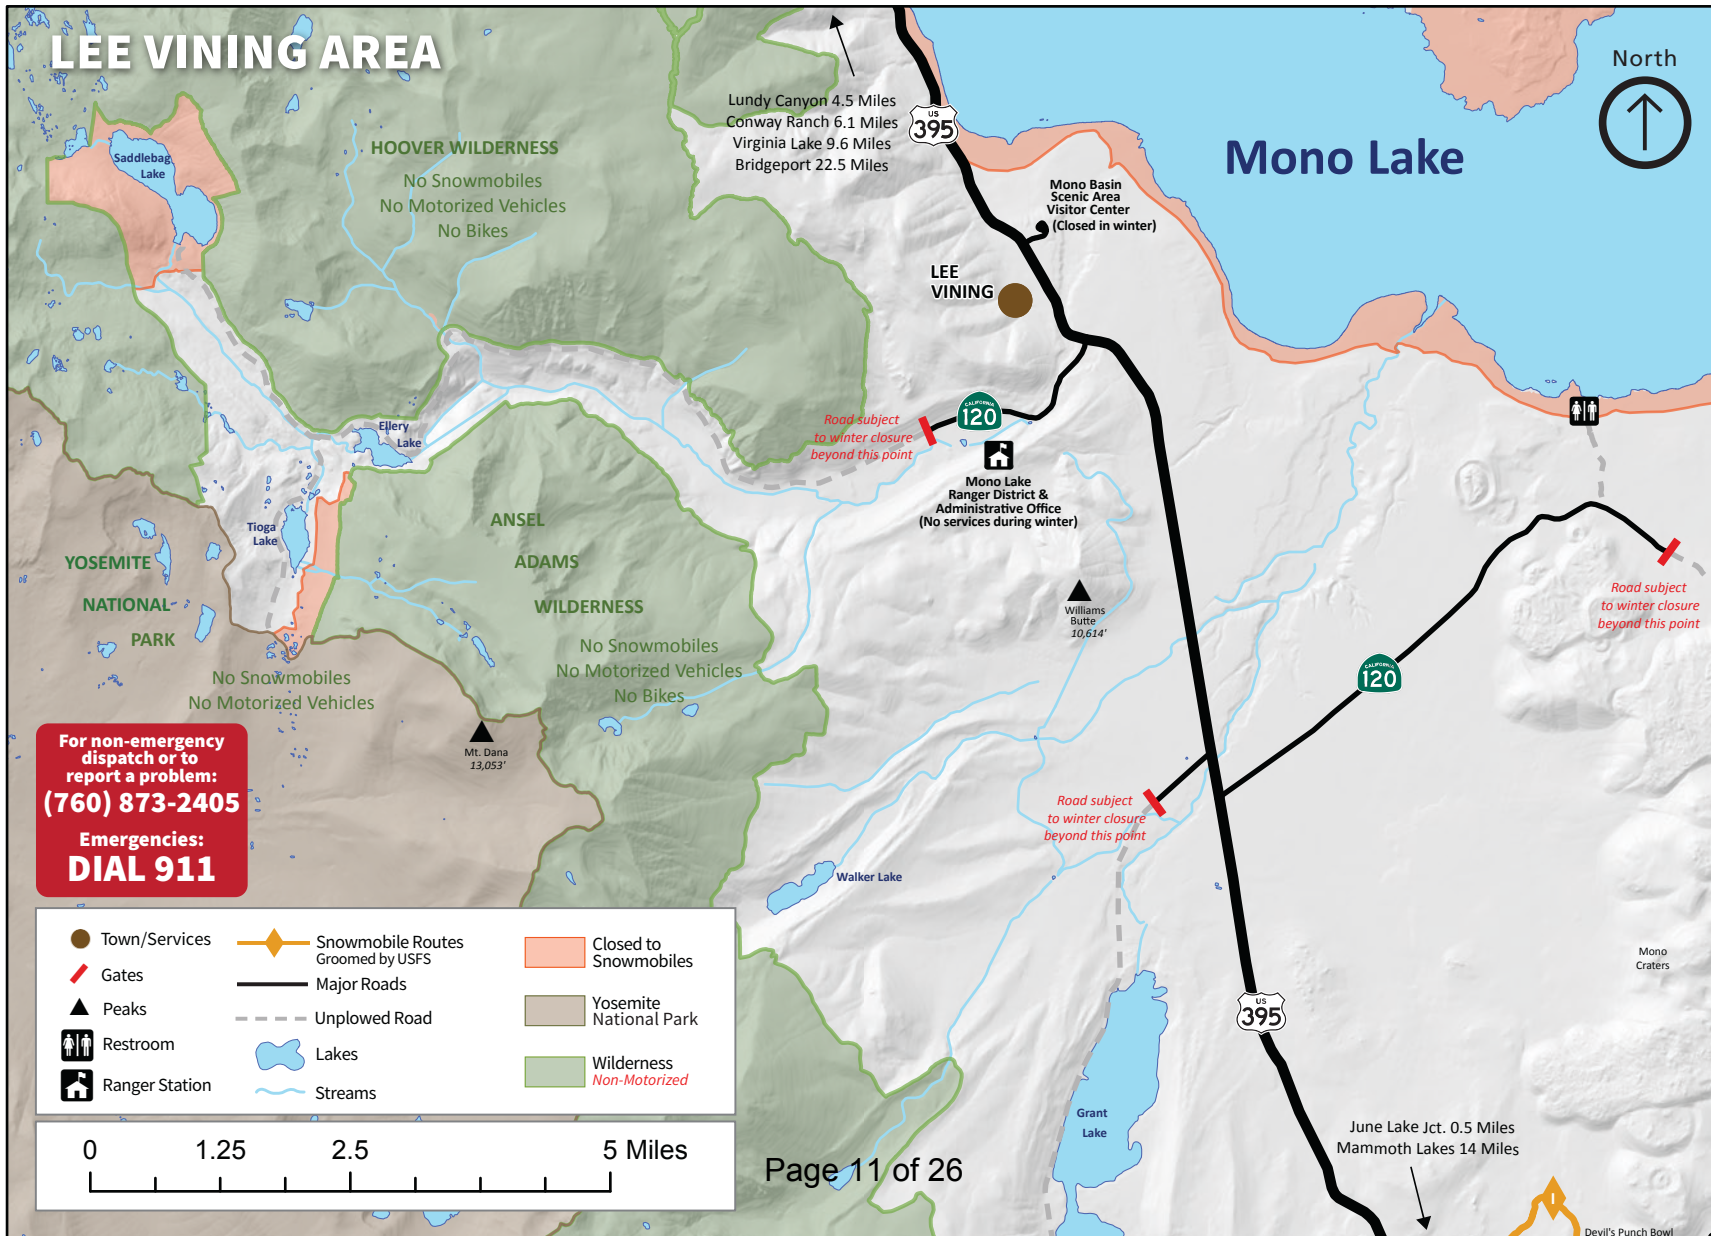 LEE VINING AREA
North
Lundy Canyon 4.5 Miles
Conway Ranch 6.1 Miles
Virginia Lake 9.6 Miles
Bridgeport 22.5 Miles
US
395
Mono Lake
Saddlebag
Lake
HOOVER WILDERNESS
No Snowmobiles
No Motorized Vehicles
No Bikes
Mono Basin
Scenic Area
Visitor Center
(Closed in winter)
LEE
VINING
Ellery
Lake
Road subject
to winter closure
beyond this point
CALIFORNIA
120
Mono Lake
Ranger District &
Administrative Office
(No services during winter)
Tioga
Lake
ANSEL
ADAMS
WILDERNESS
No Snowmobiles
No Motorized Vehicles
No Bikes
YOSEMITE
NATIONAL
PARK
No Snowmobiles
No Motorized Vehicles
Williams
Butte
10,614'
Road subject
to winter closure
beyond this point
CALIFORNIA
120
Mt. Dana
13,053'
For non-emergency
dispatch or to
report a problem:
(760) 873-2405
Emergencies:
DIAL 911
Road subject
to winter closure
beyond this point
Walker Lake
Mono
Craters
US
395
Town/Services
Gates
Peaks
Restroom
Ranger Station
Snowmobile Routes
Groomed by USFS
Major Roads
Unplowed Road
Lakes
Streams
Closed to
Snowmobiles
Yosemite
National Park
Wilderness
Non-Motorized
Grant
Lake
June Lake Jct. 0.5 Miles
Mammoth Lakes 14 Miles
0 1.25 2.5 5 Miles
Page 11 of 26
I
Devil's Punch Bowl